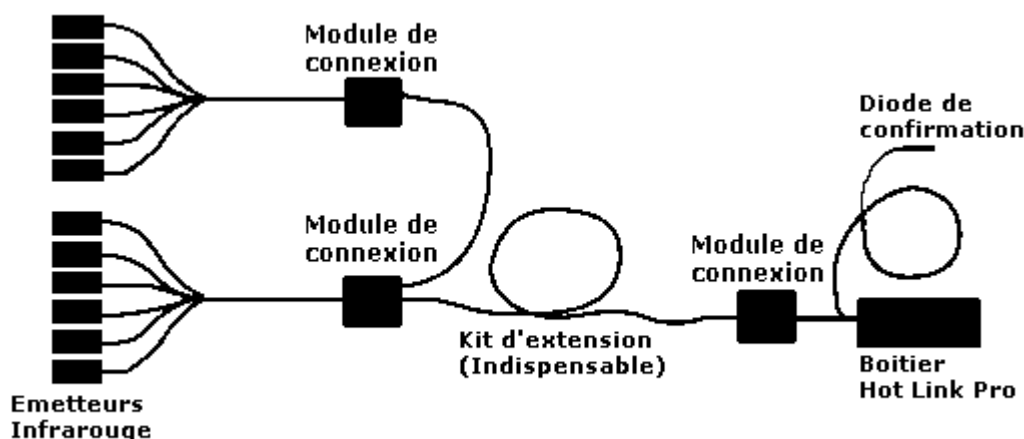 Module de
connexion
Diode de
confirmation
Module de
connexion
Module de
connexion
Kit d'extension
(Indispensable)
Boitier
Hot Link Pro
Emetteurs
Infrarouge